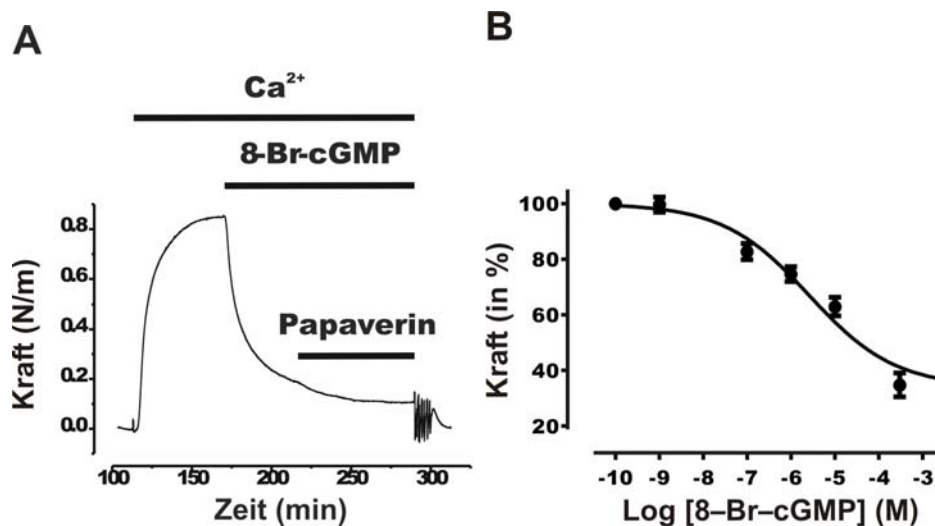 A
Ca²⁺
8-Br-cGMP
Papaverin
Kraft (N/m)
0.8
0.6
0.4
0.2
0.0
100 150 200 250 300
Zeit (min)
B
Kraft (in %)
100
80
60
40
20
-10 -9 -8 -7 -6 -5 -4 -3
Log [8–Br–cGMP] (M)